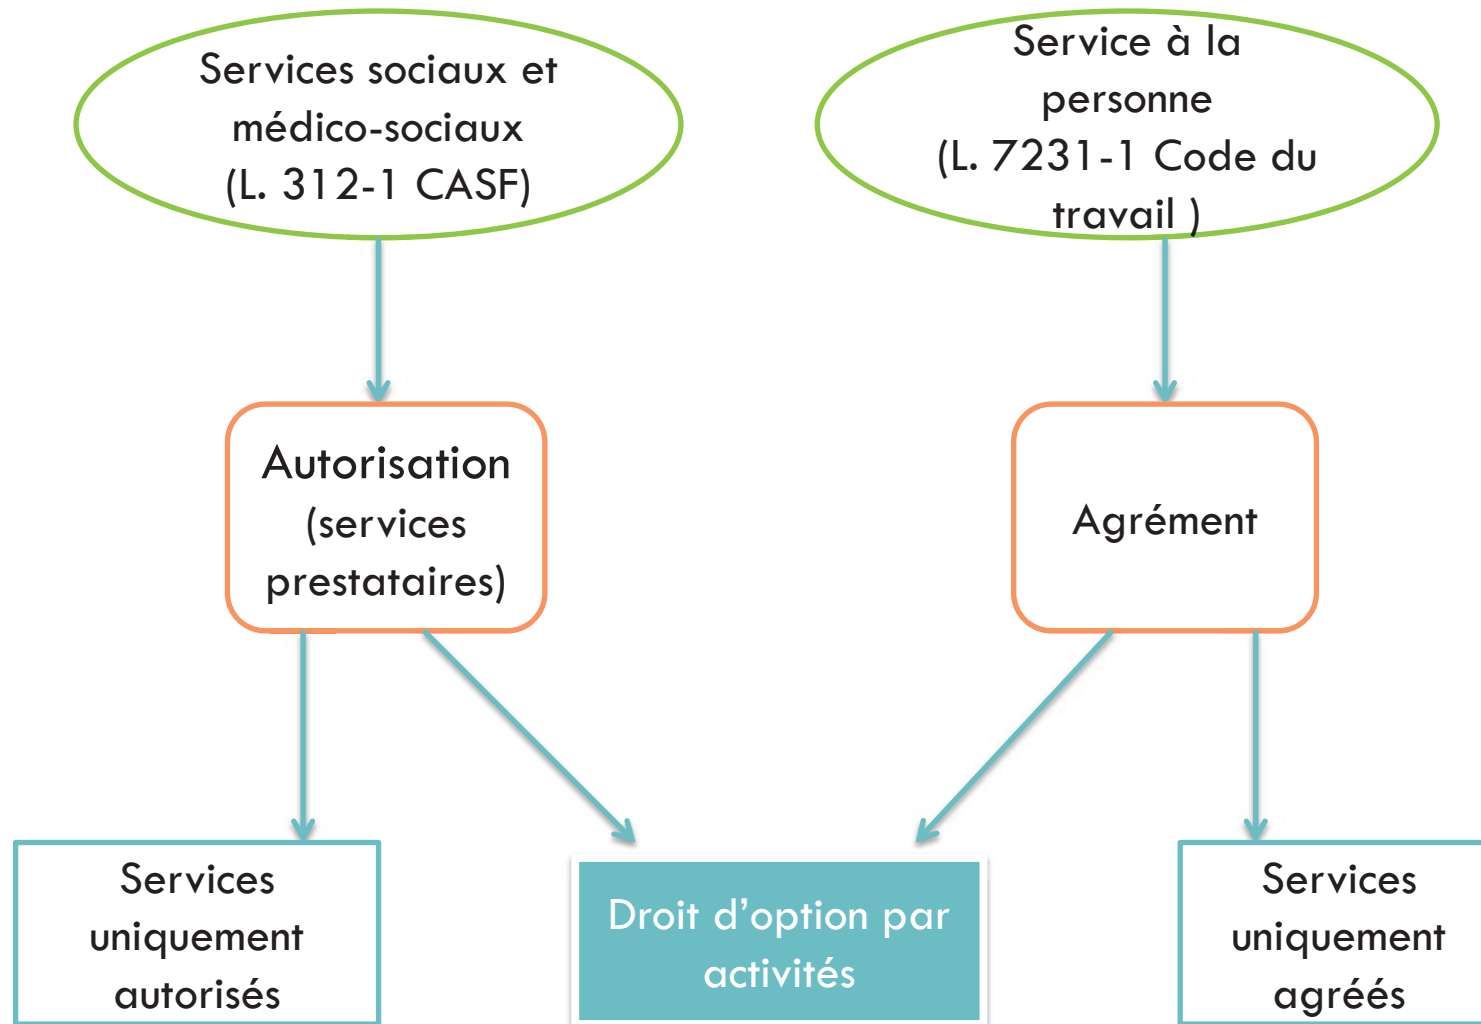 Services sociaux et
médico-sociaux
(L. 312-1 CASF)
Service à la
personne
(L. 7231-1 Code du
travail )
Autorisation
(services
prestataires)
Agrément
Services
uniquement
autorisés
Droit d’option par
activités
Services
uniquement
agréés